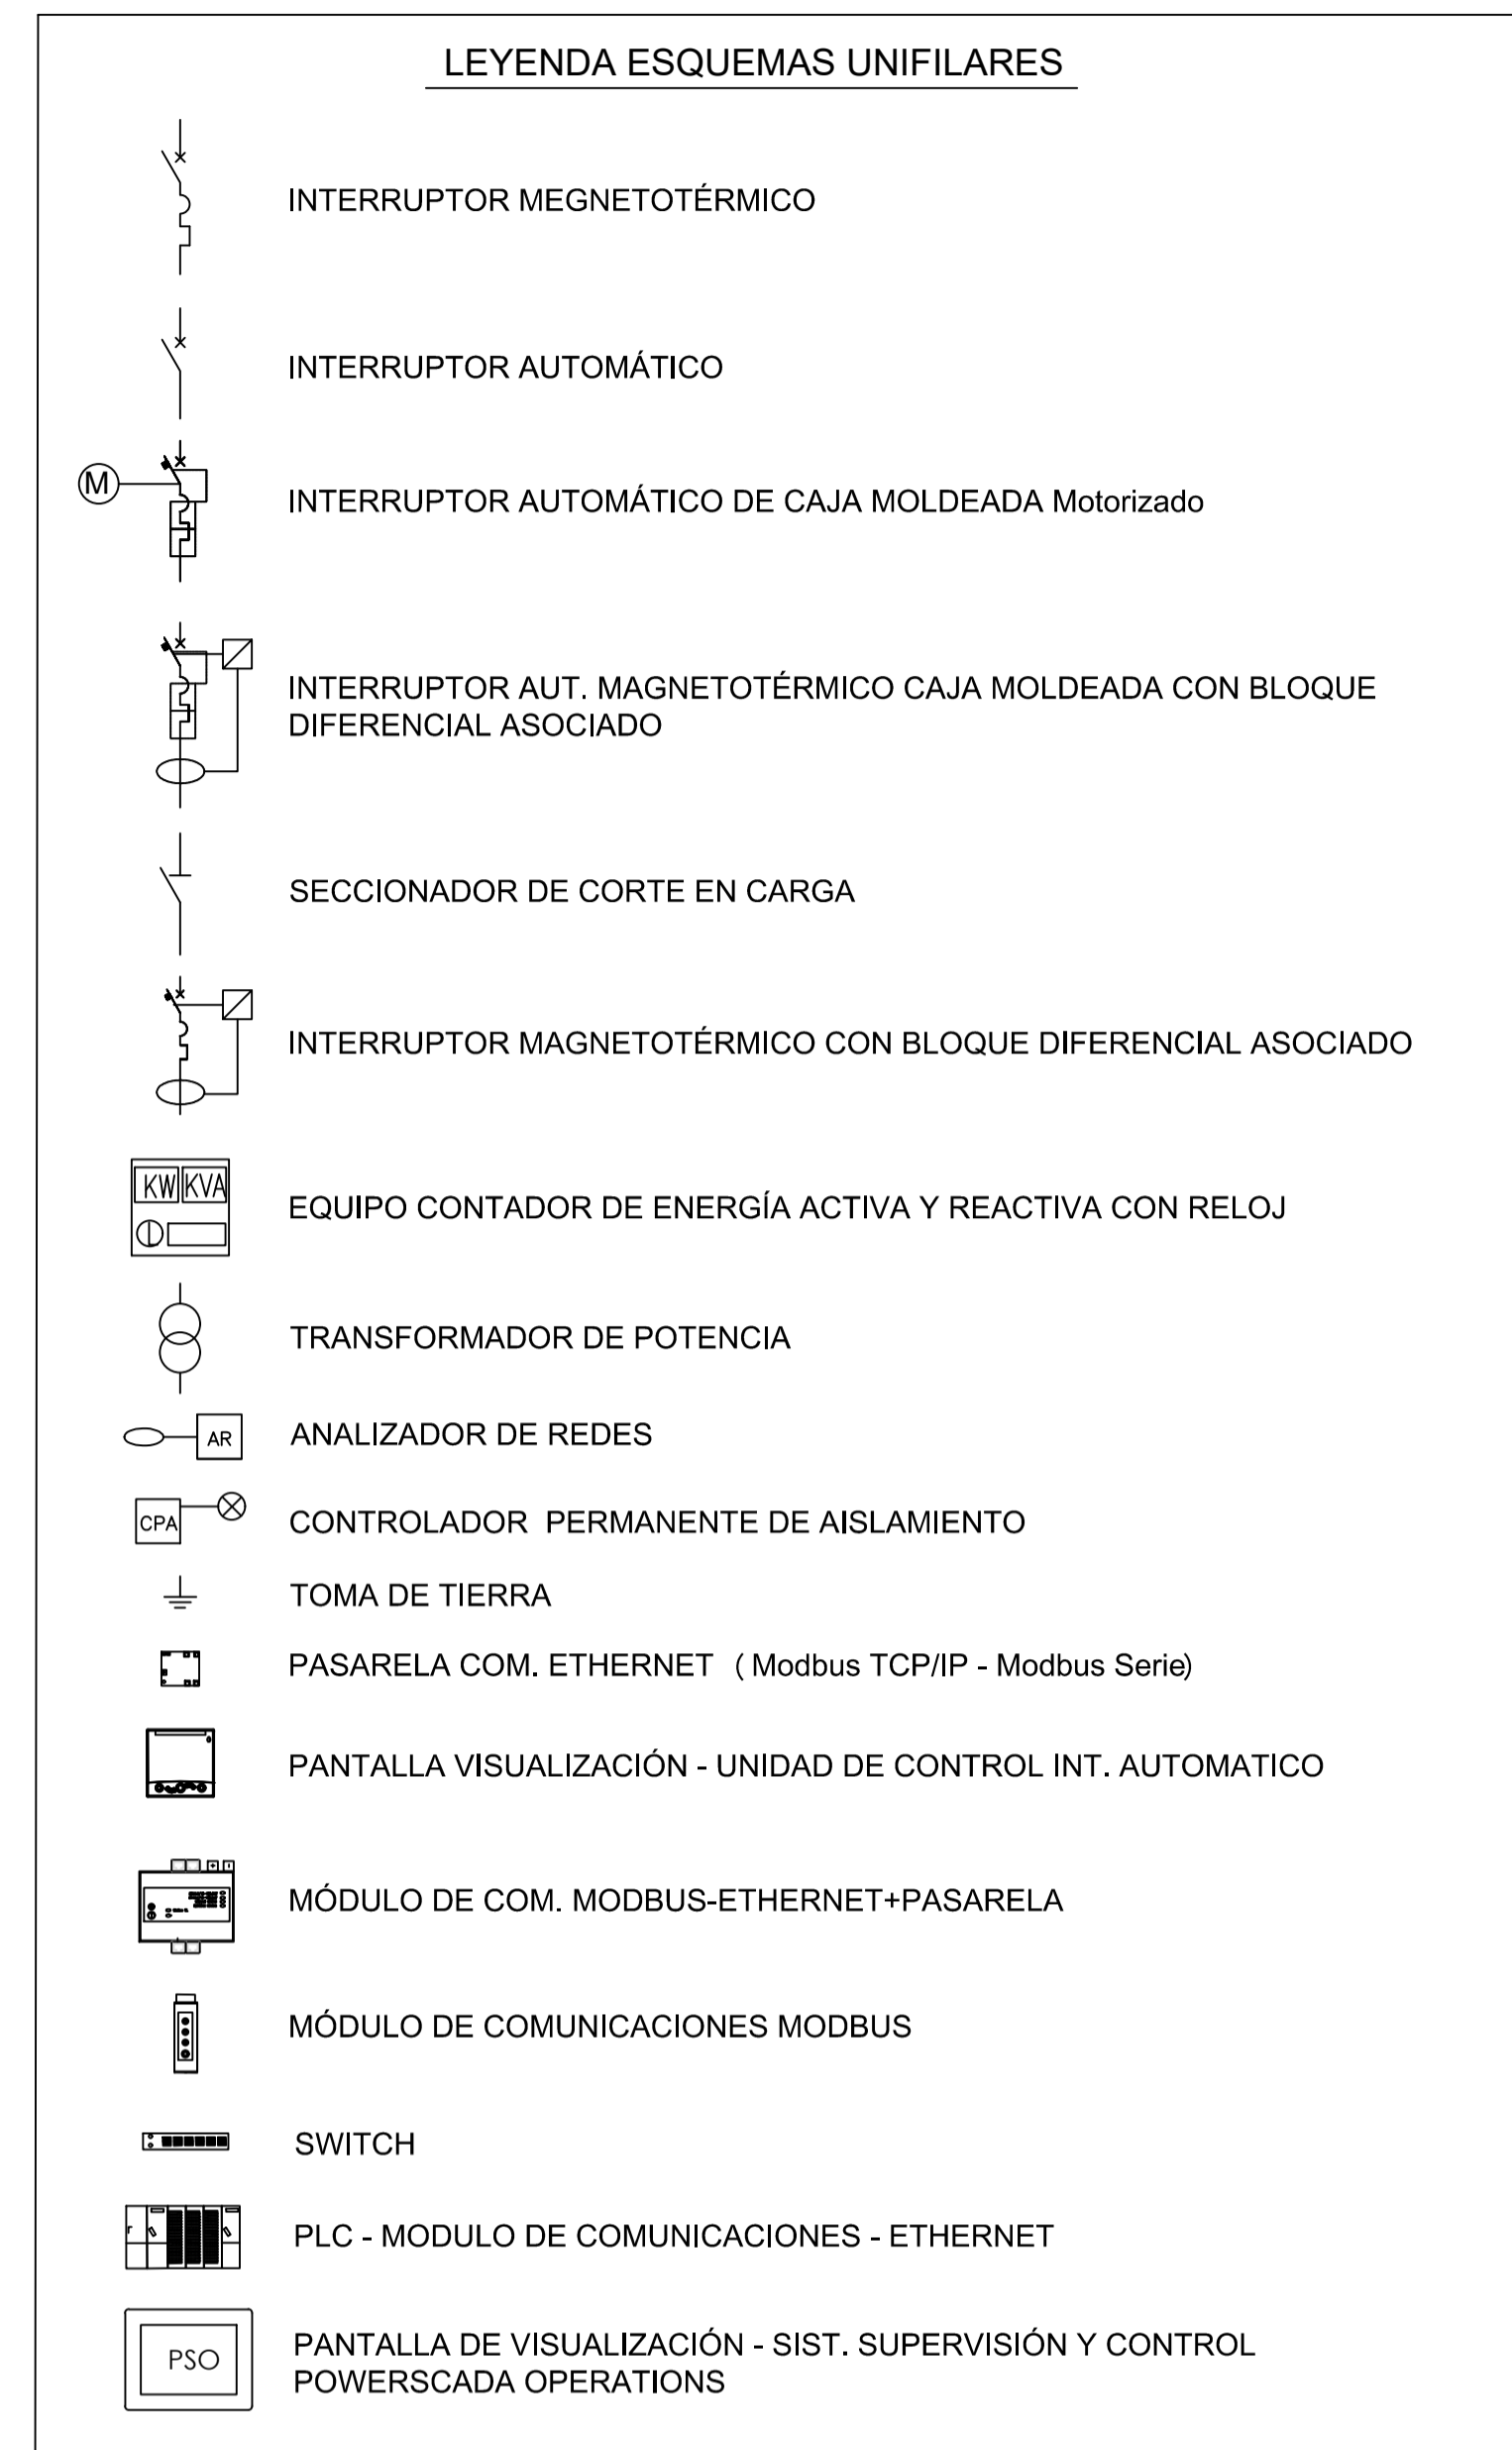 LEYENDA ESQUEMAS UNIFILARES
INTERRUPTOR MEGNETOTÉRMICO
INTERRUPTOR AUTOMÁTICO
M
INTERRUPTOR AUTOMÁTICO DE CAJA MOLDEADA Motorizado
INTERRUPTOR AUT. MAGNETOTÉRMICO CAJA MOLDEADA CON BLOQUE
DIFERENCIAL ASOCIADO
SECCIONADOR DE CORTE EN CARGA
INTERRUPTOR MAGNETOTÉRMICO CON BLOQUE DIFERENCIAL ASOCIADO
KW KVA
EQUIPO CONTADOR DE ENERGÍA ACTIVA Y REACTIVA CON RELOJ
TRANSFORMADOR DE POTENCIA
AR
ANALIZADOR DE REDES
CPA
CONTROLADOR PERMANENTE DE AISLAMIENTO
TOMA DE TIERRA
PASARELA COM. ETHERNET (Modbus TCP/IP - Modbus Serie)
PANTALLA VISUALIZACIÓN - UNIDAD DE CONTROL INT. AUTOMATICO
MÓDULO DE COM. MODBUS-ETHERNET+PASARELA
MÓDULO DE COMUNICACIONES MODBUS
SWITCH
PLC - MODULO DE COMUNICACIONES - ETHERNET
PSO
PANTALLA DE VISUALIZACIÓN - SIST. SUPERVISIÓN Y CONTROL
POWERSCADA OPERATIONS